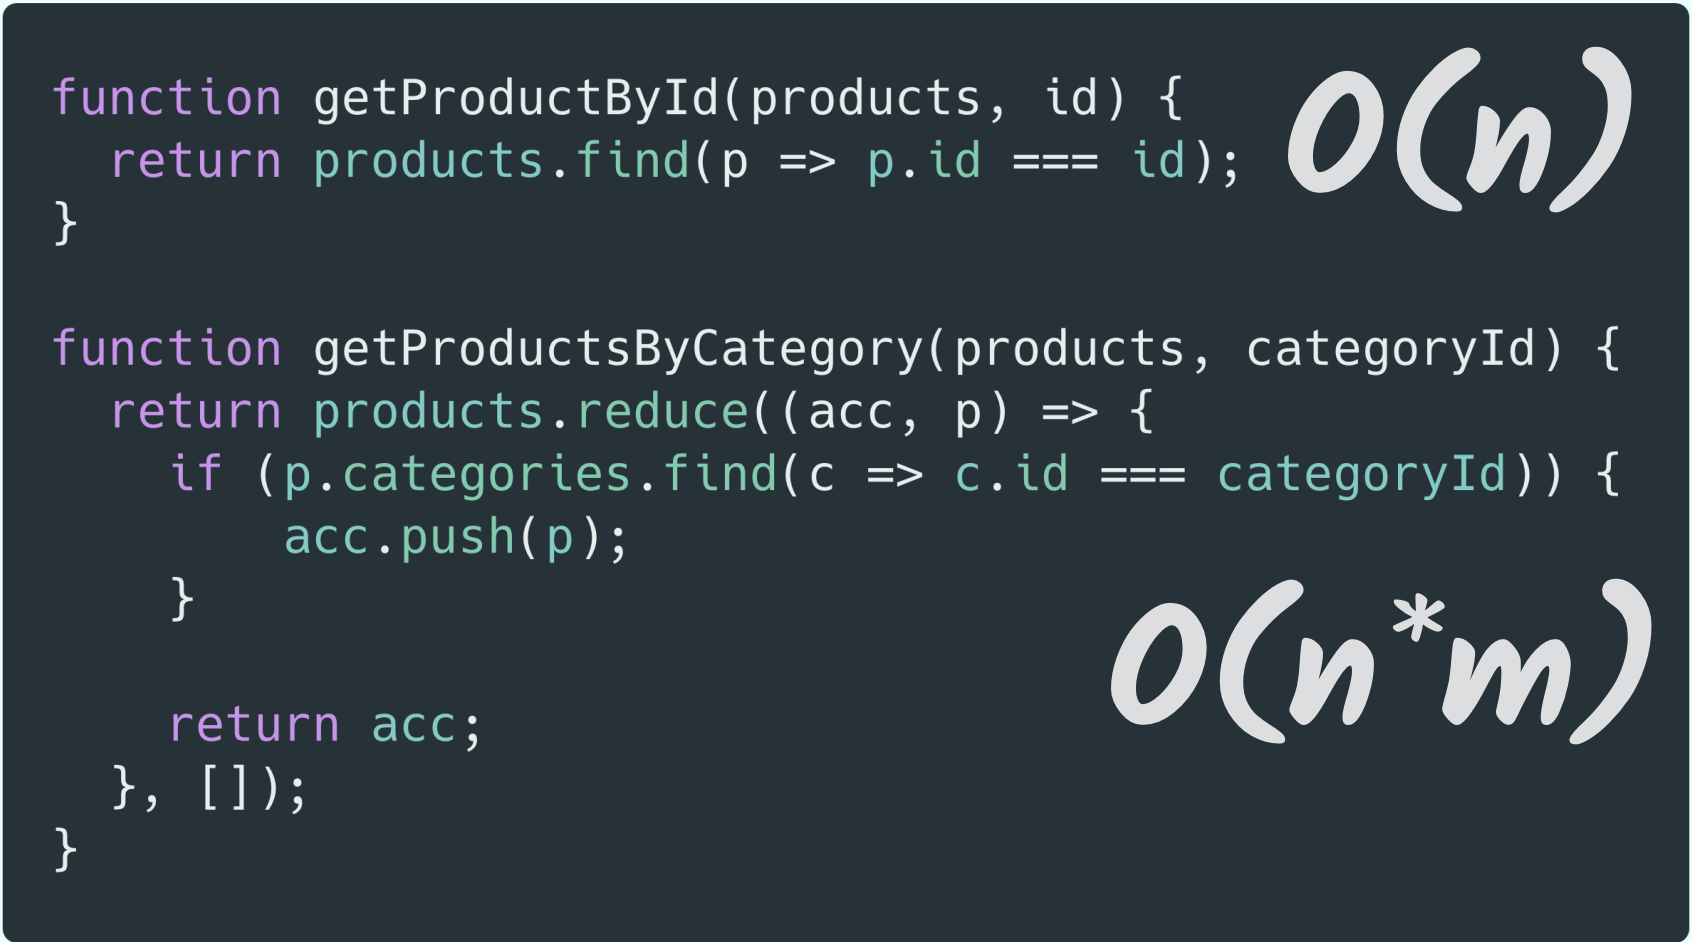 function getProductById(products, id) {
  return products.find(p => p.id === id);
}
O(n)
function getProductsByCategory(products, categoryId) {
  return products.reduce((acc, p) => {
    if (p.categories.find(c => c.id === categoryId)) {
        acc.push(p);
    }
O(n*m)
    return acc;
  }, []);
}